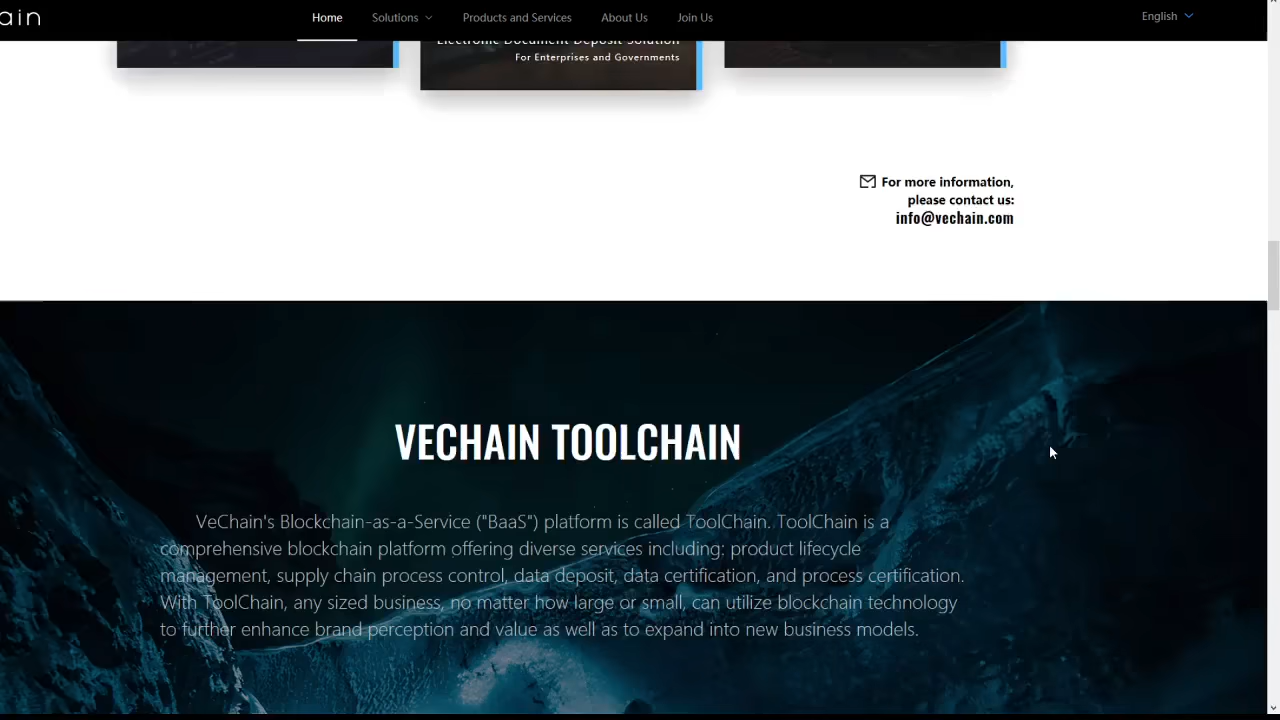 ain
Home Solutions Products and Services About Us Join Us English
Electronic Document Deposit Solution
For Enterprises and Governments
For more information,
please contact us:
info@vechain.com
VECHAIN TOOLCHAIN
VeChain's Blockchain-as-a-Service ("BaaS") platform is called ToolChain. ToolChain is a
comprehensive blockchain platform offering diverse services including: product lifecycle
management, supply chain process control, data deposit, data certification, and process certification.
With ToolChain, any sized business, no matter how large or small, can utilize blockchain technology
to further enhance brand perception and value as well as to expand into new business models.